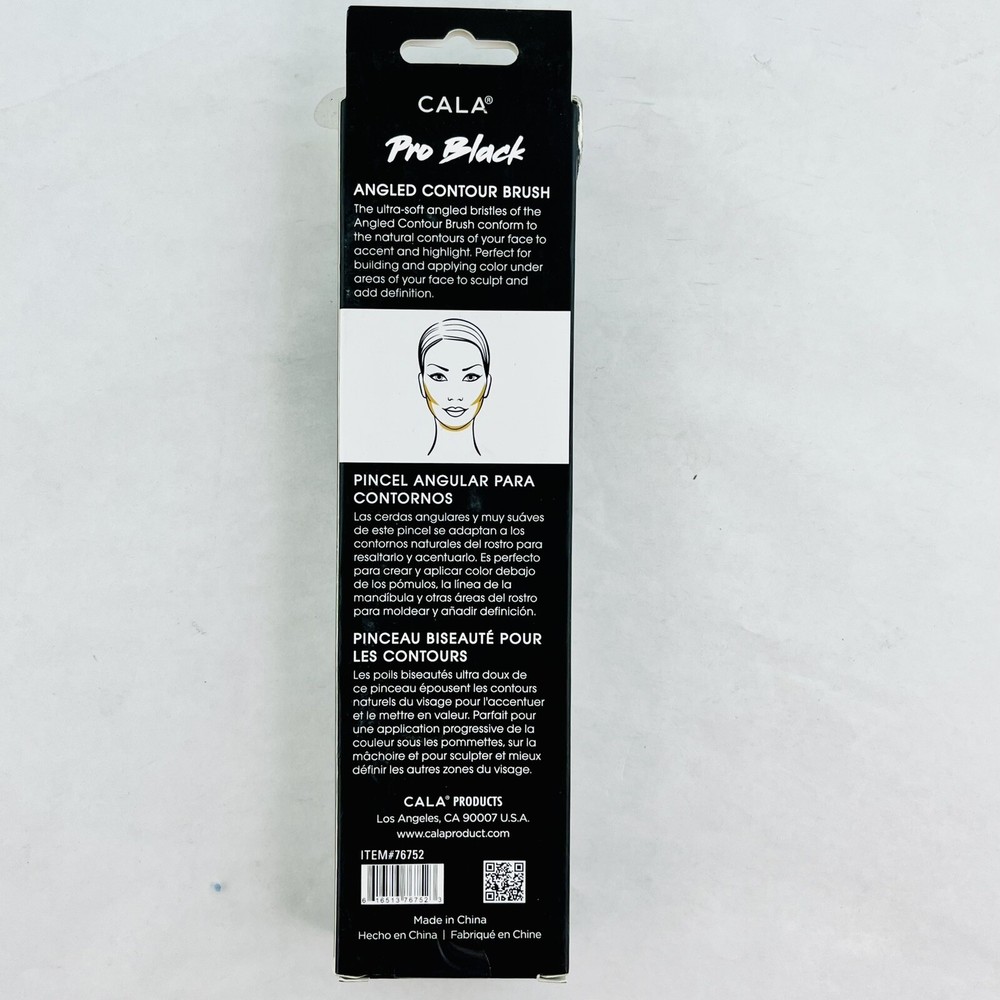 CALA®
Pro Black
ANGLED CONTOUR BRUSH
The ultra-soft angled bristles of the
Angled Contour Brush conform to
the natural contours of your face to
accent and highlight. Perfect for
building and applying color under
areas of your face to sculpt and
add definition.
PINCEL ANGULAR PARA
CONTORNOS
Las cerdas angulares y muy suáves
de este pincel se adaptan a los
contornos naturales del rostro para
resaltarlo y acentuarlo. Es perfecto
para crear y aplicar color debajo
de los pómulos, la línea de la
mandíbula y otras áreas del rostro
para moldear y añadir definición.
PINCEAU BISEAUTÉ POUR
LES CONTOURS
Les poils biseautés ultra doux de
ce pinceau épousent les contours
naturels du visage pour l'accentuer
et le mettre en valeur. Parfait pour
une application progressive de la
couleur sous les pommettes, sur la
mâchoire et pour sculpter et mieux
définir les autres zones du visage.
CALA® PRODUCTS
Los Angeles, CA 90007 U.S.A.
www.calaproduct.com
ITEM#76752
6 16513 76752 3
Made in China
Hecho en China | Fabriqué en Chine